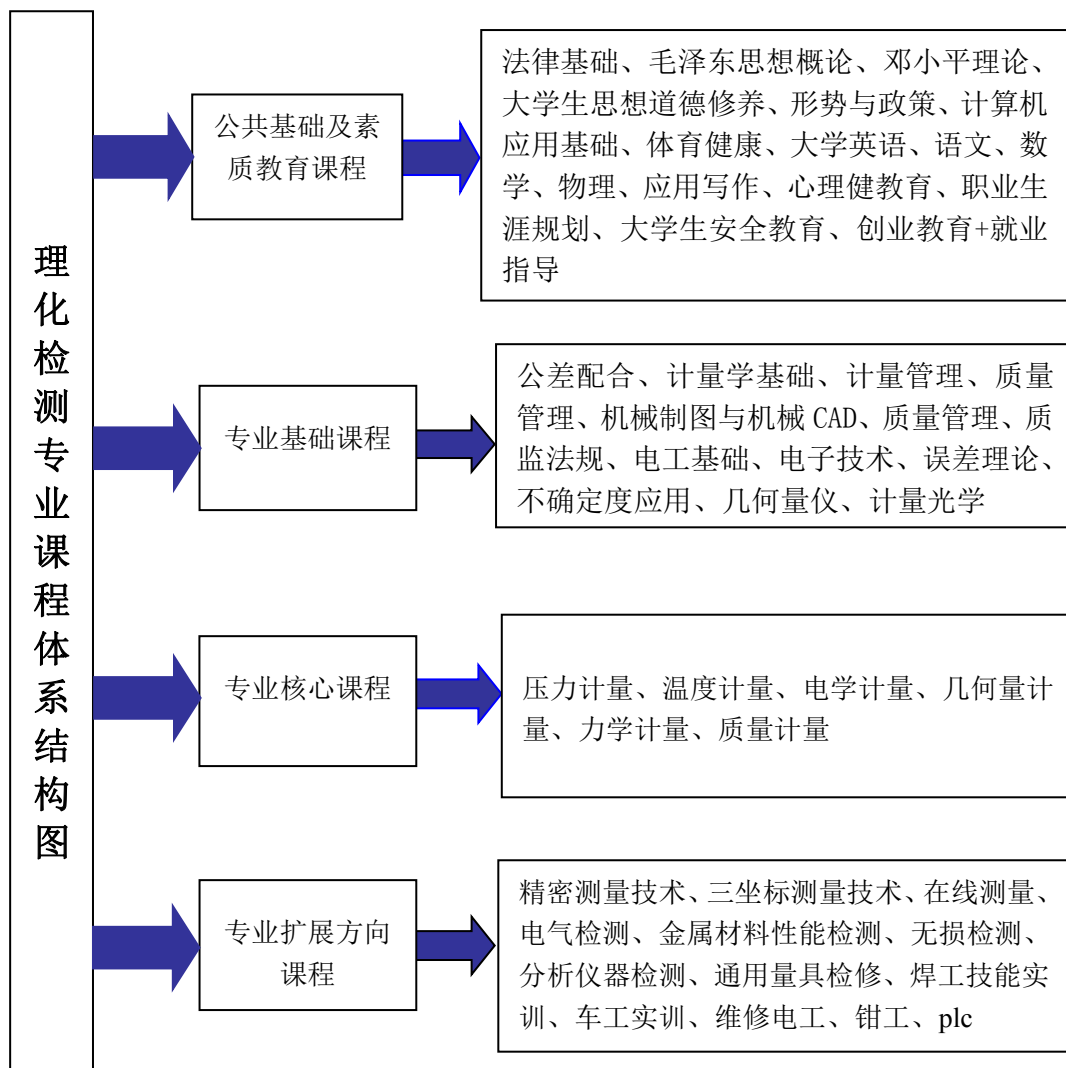 理化检测专业课程体系结构图
公共基础及素
质教育课程
法律基础、毛泽东思想概论、邓小平理论、
大学生思想道德修养、形势与政策、计算机
应用基础、体育健康、大学英语、语文、数
学、物理、应用写作、心理健教育、职业生
涯规划、大学生安全教育、创业教育+就业
指导
专业基础课程
公差配合、计量学基础、计量管理、质量
管理、机械制图与机械 CAD、质量管理、质
监法规、电工基础、电子技术、误差理论、
不确定度应用、几何量仪、计量光学
专业核心课程
压力计量、温度计量、电学计量、几何量计
量、力学计量、质量计量
专业扩展方向
课程
精密测量技术、三坐标测量技术、在线测量、
电气检测、金属材料性能检测、无损检测、
分析仪器检测、通用量具检修、焊工技能实
训、车工实训、维修电工、钳工、plc